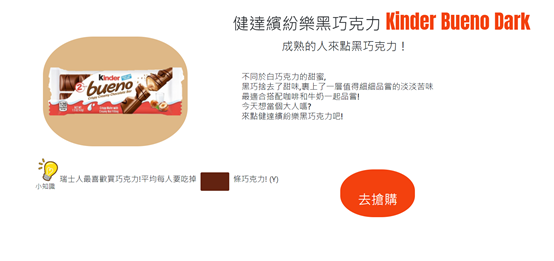 健達繽紛樂黑巧克力 Kinder Bueno Dark
成熟的人來點黑巧克力！
不同於白巧克力的甜蜜,
黑巧捨去了甜味,裹上了一層值得細細品嘗的淡淡苦味
最適合搭配咖啡和牛奶一起品嘗!
今天想當個大人嗎?
來點健達繽紛樂黑巧克力吧!
2
Kinder
bueno
小知識
瑞士人最喜歡買巧克力!平均每人要吃掉 條巧克力! (Y)
去搶購